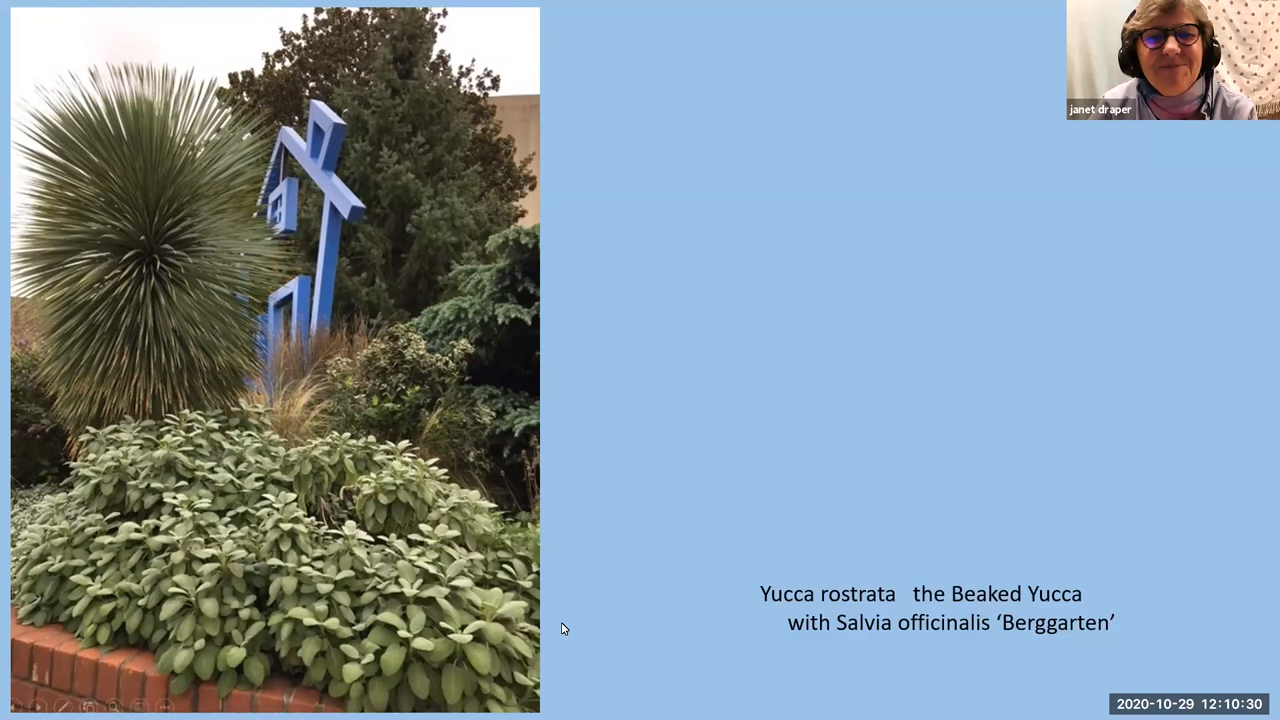 janet draper
Yucca rostrata   the Beaked Yucca
with Salvia officinalis ‘Berggarten’
2020-10-29 12:10:30